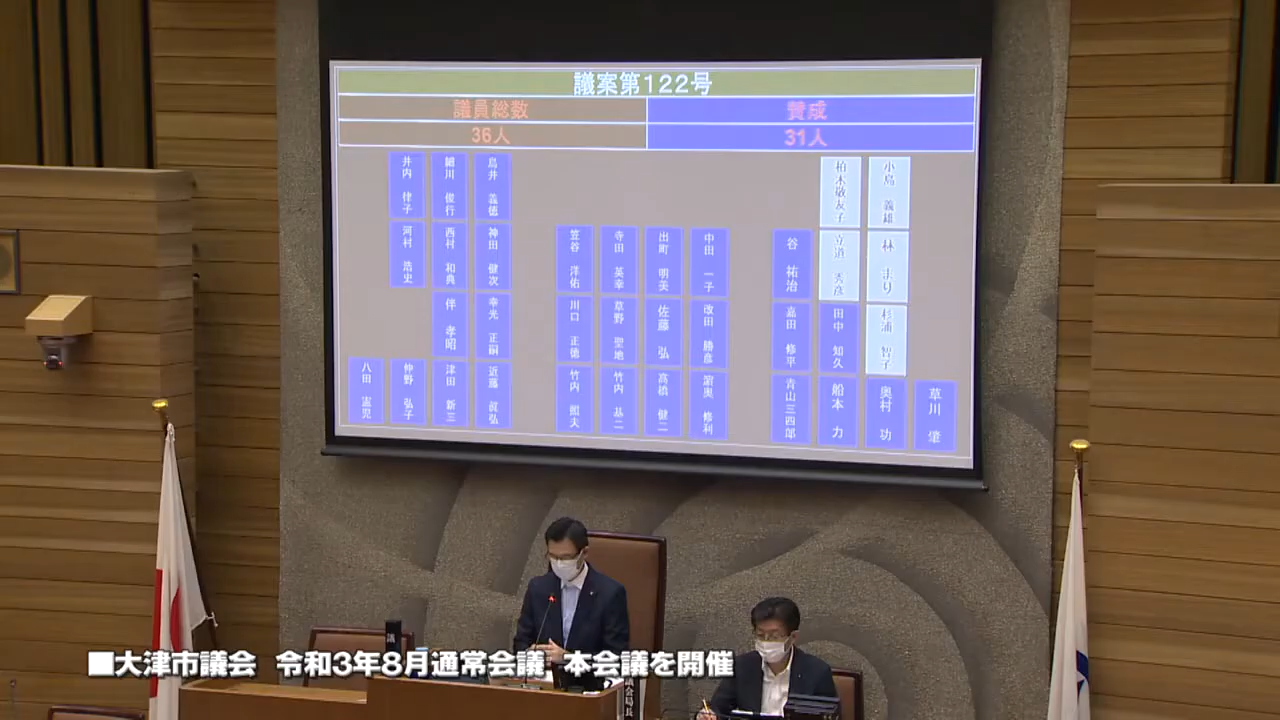 議案第122号
議員総数 賛成
36人 31人
井内 律子 細川 俊行 鳥井 義徳 柏木敬友子 小島 義雄
河村 浩史 西村 和典 神田 健次 笠谷 洋佑 寺田 英幸 出町 明美 中田 一子 谷 祐治 立道 秀彦 林 まり
伴 孝昭 幸光 正嗣 川口 正徳 草野 聖地 佐藤 弘 改田 勝彦 嘉田 修平 田中 知久 杉浦 智子
八田 憲児 仲野 弘子 津田 新三 近藤 眞弘 竹内 照夫 竹内 基二 髙橋 健二 青山三四郎 船本 力 奥村 功 草川 肇
議
■大津市議会 令和3年8月通常会議 本会議を開催
議会局長